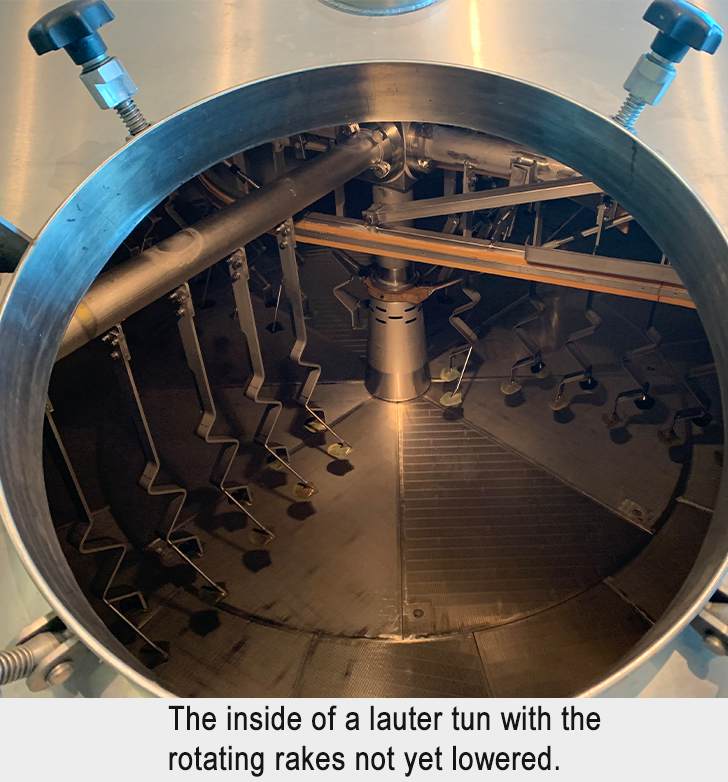 The inside of a lauter tun with the
rotating rakes not yet lowered.